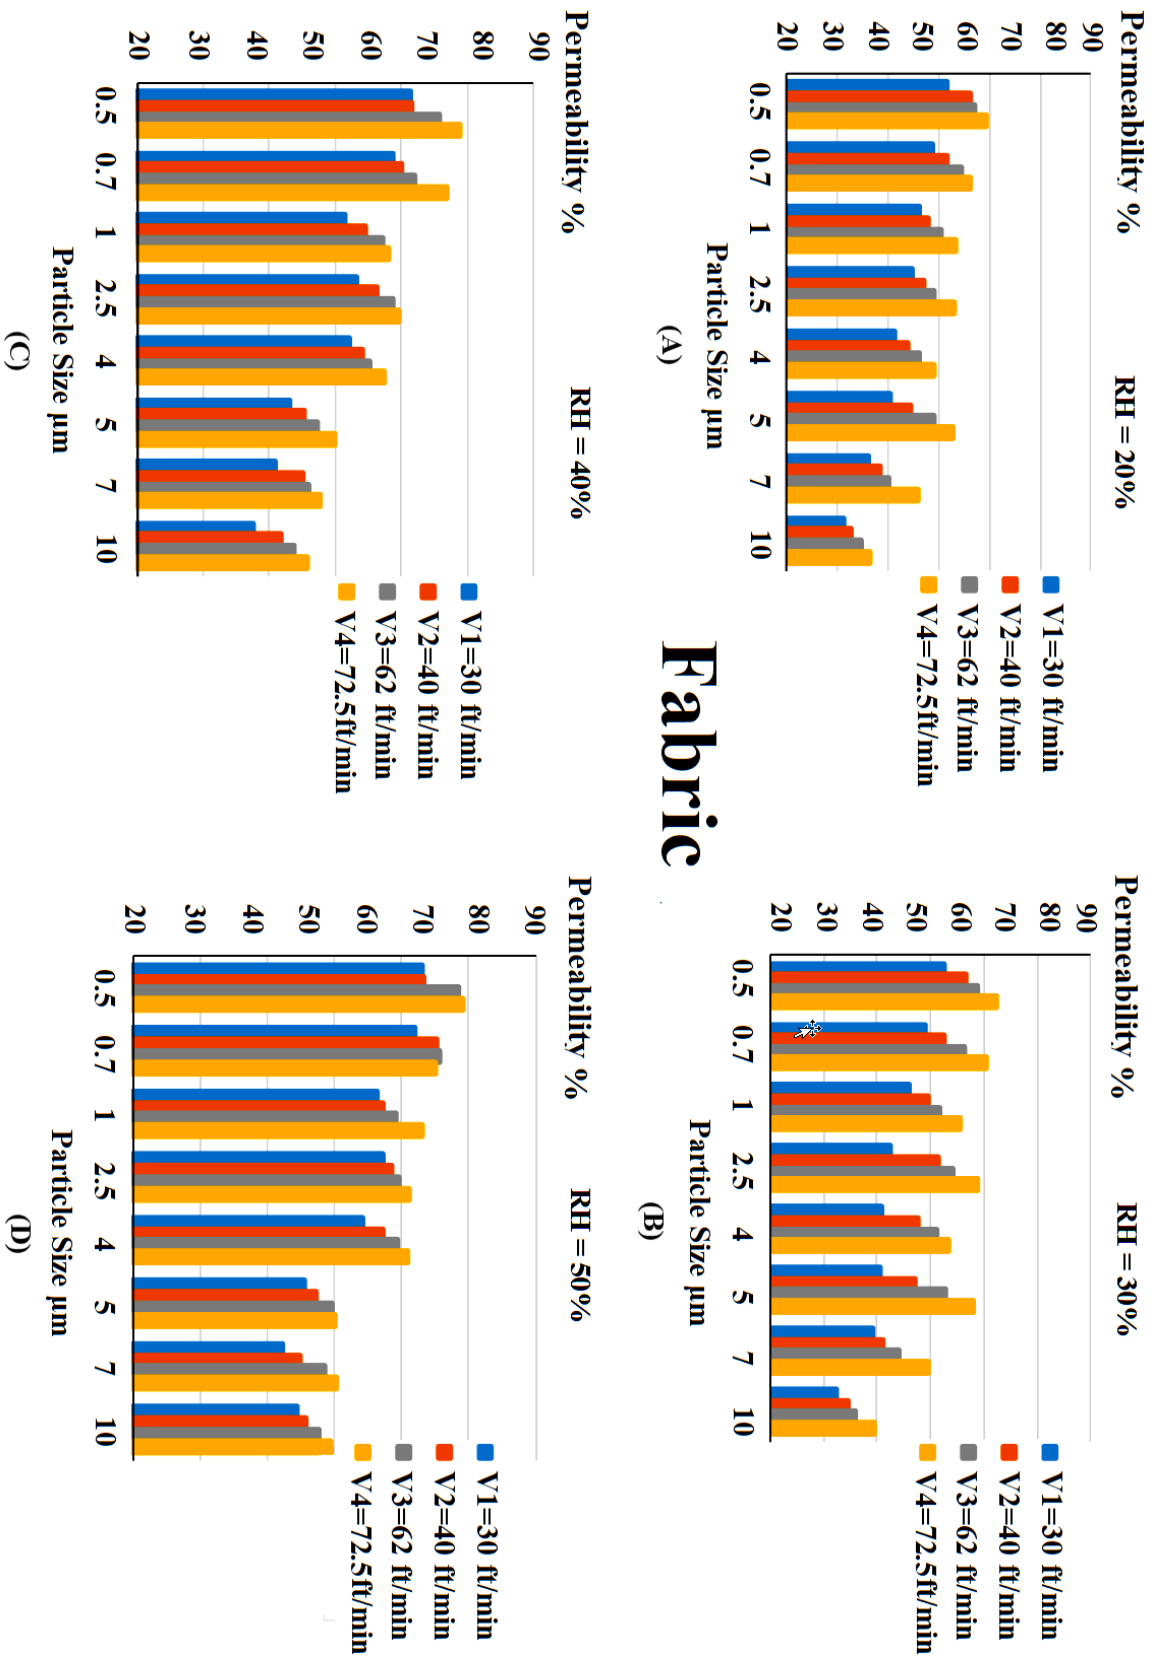 Permeability %
RH = 20%
90
80
70
60
50
40
30
20
0.5 0.7 1 2.5 4 5 7 10
Particle Size µm
(A)
V1=30 ft/min
V2=40 ft/min
V3=62 ft/min
V4=72.5ft/min
Permeability %
RH = 30%
90
80
70
60
50
40
30
20
0.5 0.7 1 2.5 4 5 7 10
Particle Size µm
(B)
V1=30 ft/min
V2=40 ft/min
V3=62 ft/min
V4=72.5ft/min
Fabric
Permeability %
RH = 40%
90
80
70
60
50
40
30
20
0.5 0.7 1 2.5 4 5 7 10
Particle Size µm
(C)
V1=30 ft/min
V2=40 ft/min
V3=62 ft/min
V4=72.5ft/min
Permeability %
RH = 50%
90
80
70
60
50
40
30
20
0.5 0.7 1 2.5 4 5 7 10
Particle Size µm
(D)
V1=30 ft/min
V2=40 ft/min
V3=62 ft/min
V4=72.5ft/min